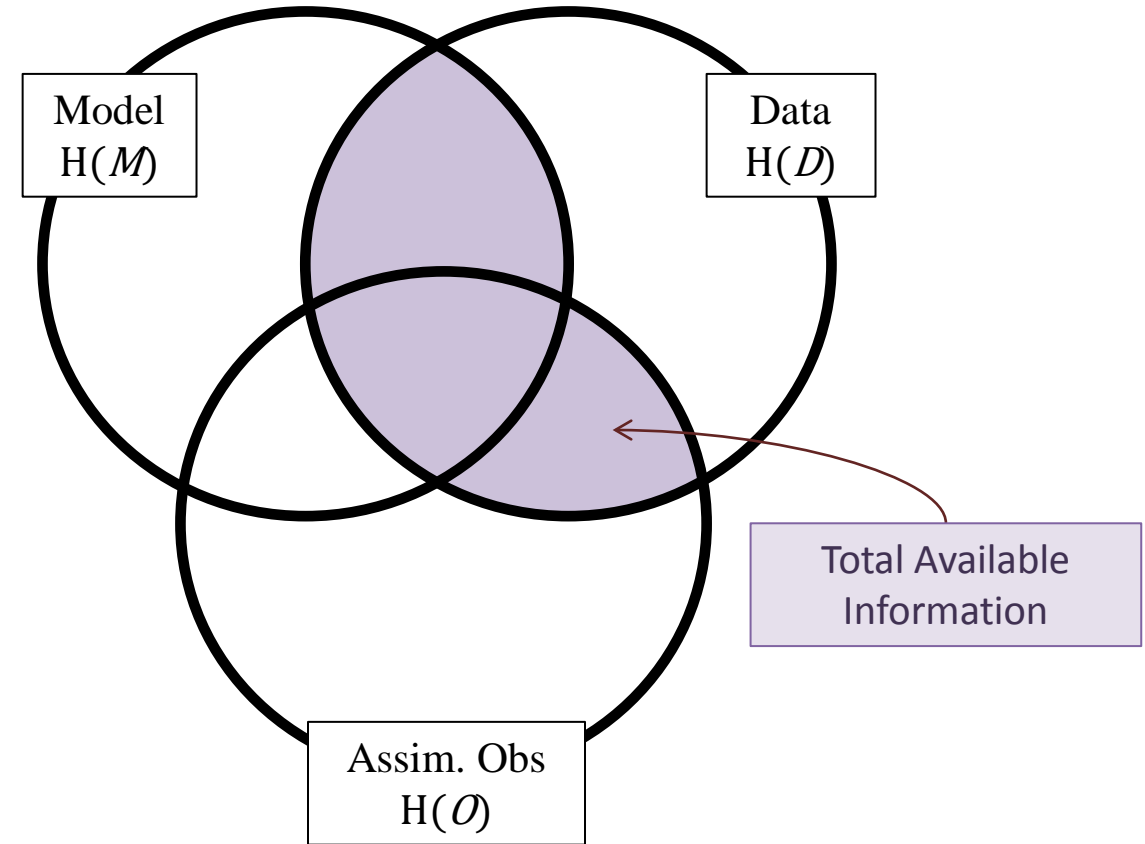 Model
H(M)
Data
H(D)
Total Available
Information
Assim. Obs
H(O)